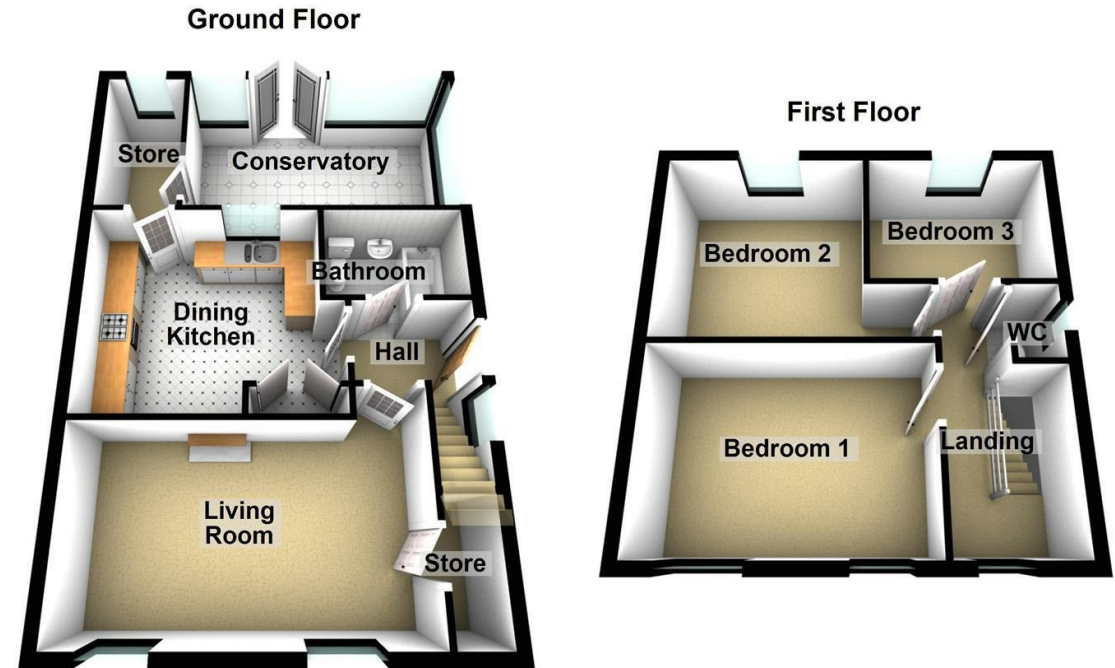 Ground Floor
Store
Conservatory
Bathroom
Dining
Kitchen
Hall
Living
Room
Store
First Floor
Bedroom 2
Bedroom 3
WC
Bedroom 1
Landing